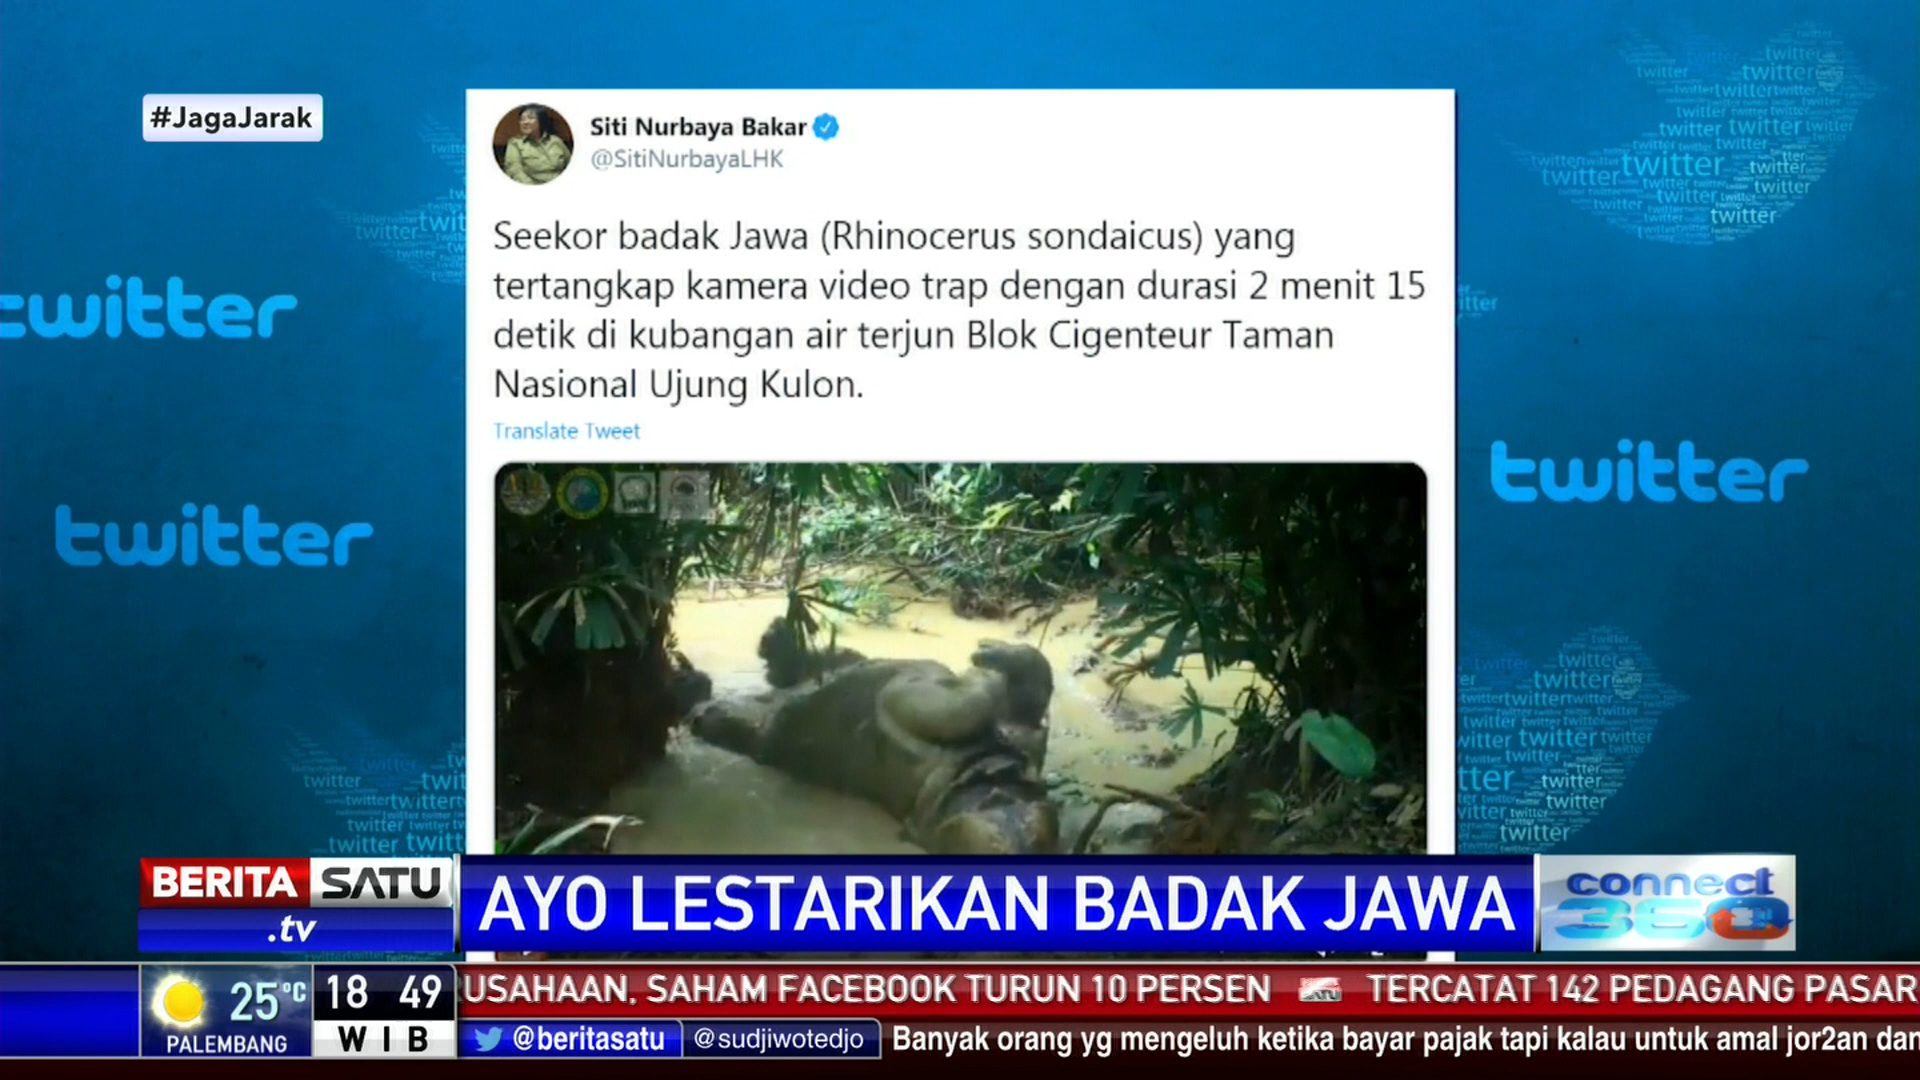 #JagaJarak
Siti Nurbaya Bakar
@SitiNurbayaLHK
Seekor badak Jawa (Rhinocerus sondaicus) yang
tertangkap kamera video trap dengan durasi 2 menit 15
detik di kubangan air terjun Blok Cigenteur Taman
Nasional Ujung Kulon.
Translate Tweet
twitter
twitter
twitter
BERITA SATU
.tv
AYO LESTARIKAN BADAK JAWA
connect
360
25°C
PALEMBANG
18 49
WIB
USAHAAN, SAHAM FACEBOOK TURUN 10 PERSEN
TERCATAT 142 PEDAGANG PASAR
@beritasatu
@sudjiwotedjo
Banyak orang yg mengeluh ketika bayar pajak tapi kalau untuk amal jor2an dan